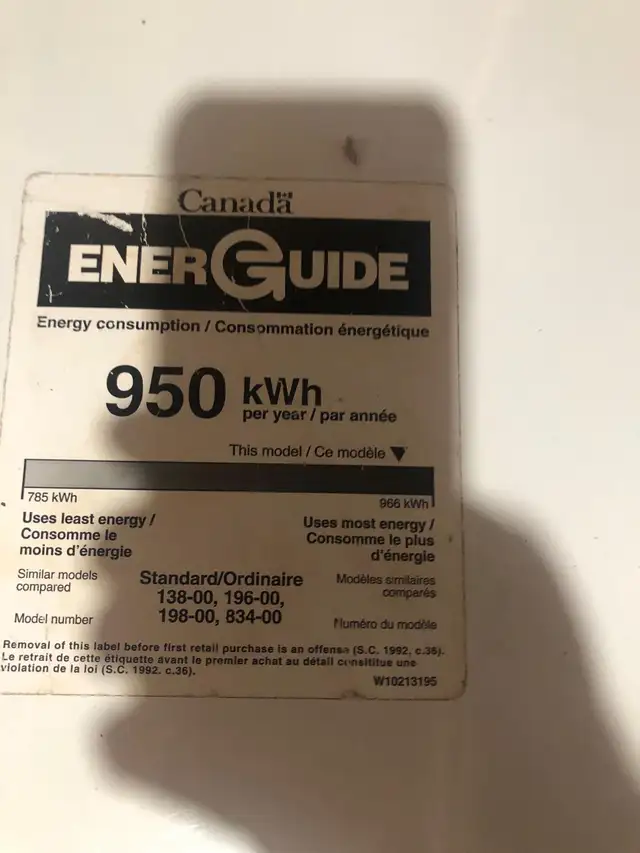 Canada
ENERGUIDE
Energy consumption / Consommation énergétique
950 kWh
per year / par année
This model / Ce modèle ▼
785 kWh
966 kWh
Uses least energy /
Consomme le
moins d'énergie
Uses most energy /
Consomme le plus
d'énergie
Similar models
compared
Standard/Ordinaire
138-00, 196-00,
198-00, 834-00
Modèles similaires
comparés
Model number
Numéro du modèle
Removal of this label before first retail purchase is an offense (S.C. 1992, c.36).
Le retrait de cette étiquette avant le premier achat au détail constitue une
violation de la loi (S.C. 1992. c.36).
W10213195